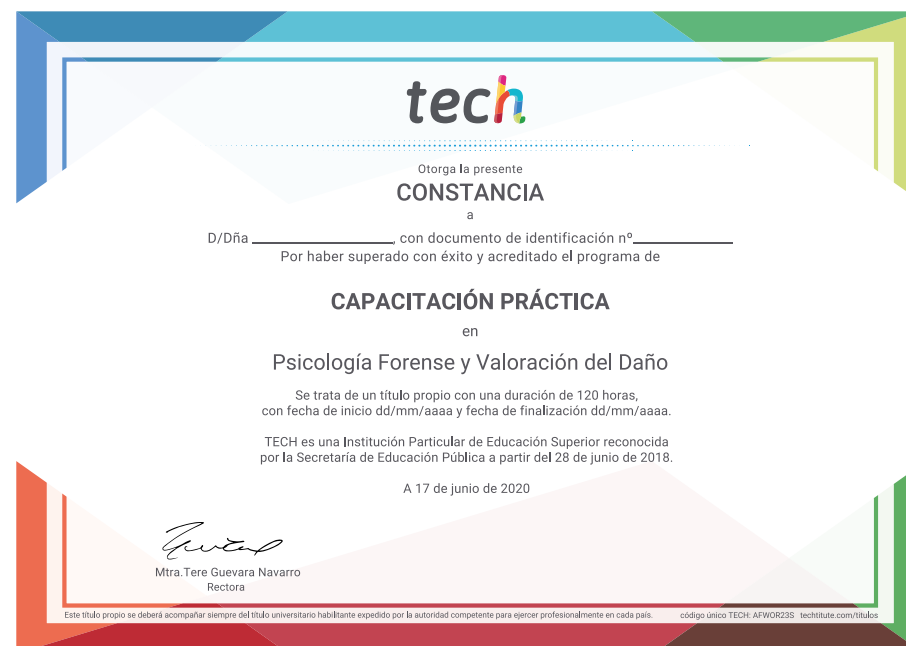 tech
Otorga la presente
CONSTANCIA
a
D/Dña ____________________, con documento de identificación nº______________
Por haber superado con éxito y acreditado el programa de
CAPACITACIÓN PRÁCTICA
en
Psicología Forense y Valoración del Daño
Se trata de un título propio con una duración de 120 horas,
con fecha de inicio dd/mm/aaaa y fecha de finalización dd/mm/aaaa.
TECH es una Institución Particular de Educación Superior reconocida
por la Secretaría de Educación Pública a partir del 28 de junio de 2018.
A 17 de junio de 2020
Mtra.Tere Guevara Navarro
Rectora
Este título propio se deberá acompañar siempre del título universitario habilitante expedido por la autoridad competente para ejercer profesionalmente en cada país. código único TECH: AFWOR23S techtitute.com/títulos